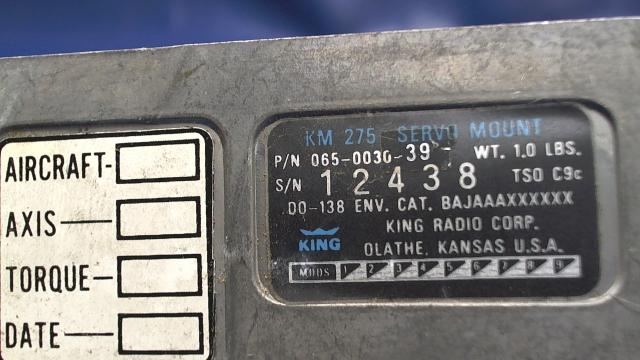 AIRCRAFT-
AXIS
TORQUE-
DATE
KM 275 SERVO MOUNT
P/N 065-0030-39 WT. 1.0 LBS.
S/N 12438 TSO C9c
DO-138 ENV. CAT. BAJAAAXXXXXX
KING KING RADIO CORP.
OLATHE, KANSAS U.S.A.
MODS 1 2 3 4 5 6 7 8 9